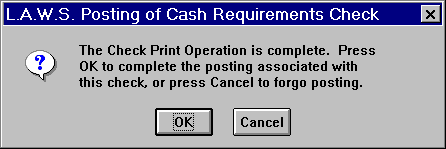 L.A.W.S. Posting of Cash Requirements Check
The Check Print Operation is complete.  Press
OK to complete the posting associated with
this check, or press Cancel to forgo posting.
OK
Cancel